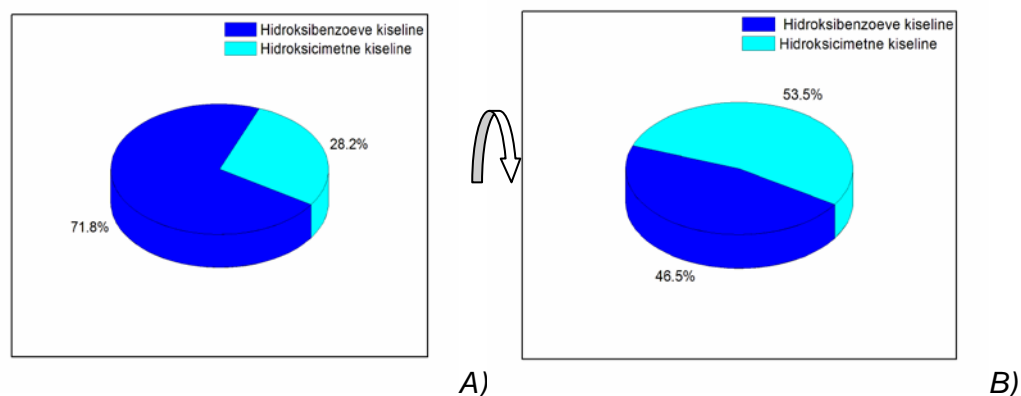 Hidroksibenzoeve kiseline
Hidroksicimetne kiseline
28.2%
71.8%
A)
Hidroksibenzoeve kiseline
Hidroksicimetne kiseline
53.5%
46.5%
B)